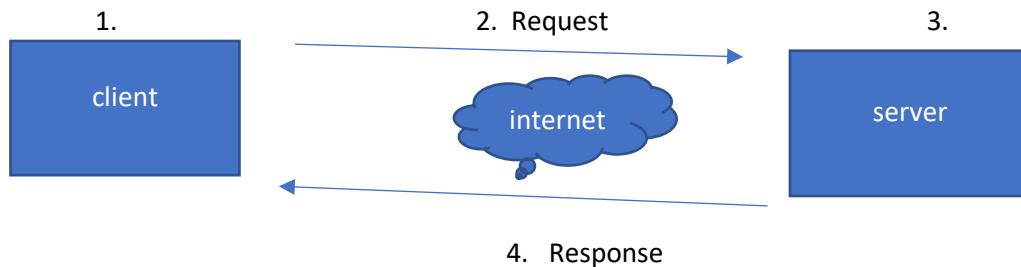 1.
2. Request
3.
client
internet
server
4. Response